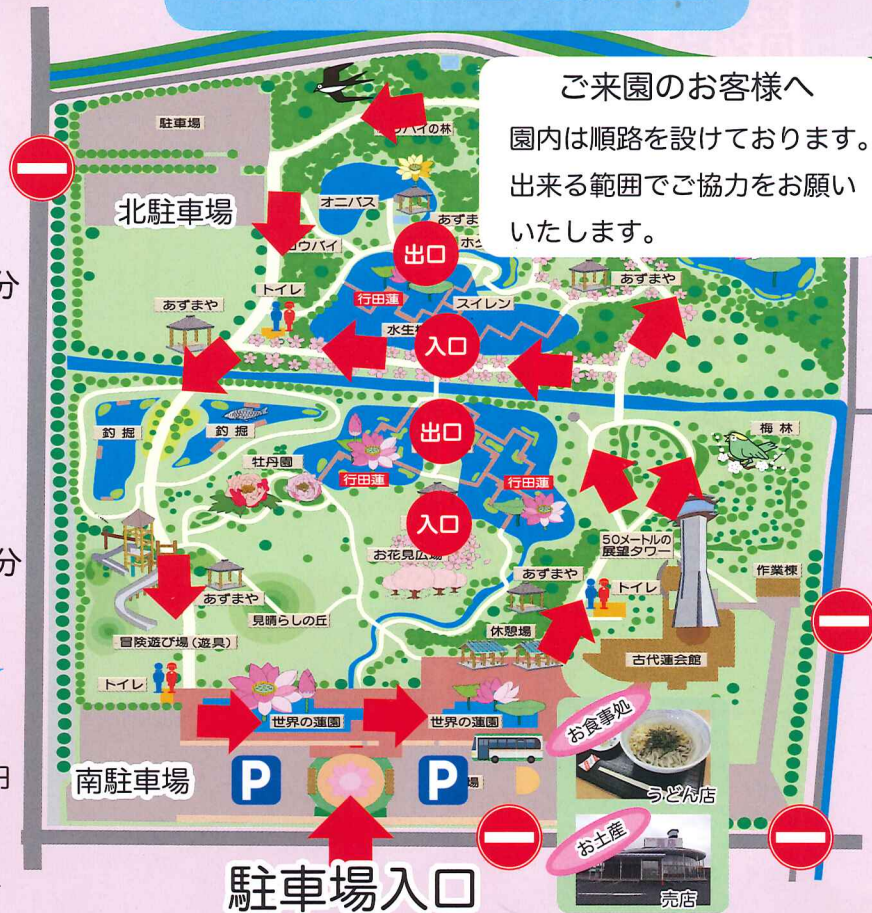 ご来園のお客様へ
園内は順路を設けております。
出来る範囲でご協力をお願い
いたします。
駐車場
北駐車場
オニバス
出口
あずまや
トイレ
行田蓮
スイレン
あずまや
入口
分
釣堀
釣堀
牡丹園
行田蓮
出口
行田蓮
梅林
入口
お花見広場
50メートルの
展望タワー
作業棟
あずまや
トイレ
分
あずまや
見晴らしの丘
冒険遊び場(遊具)
休憩場
古代蓮会館
トイレ
世界の蓮園
世界の蓮園
お食事処
うどん店
円
南駐車場
P
P
お土産
売店
駐車場入口